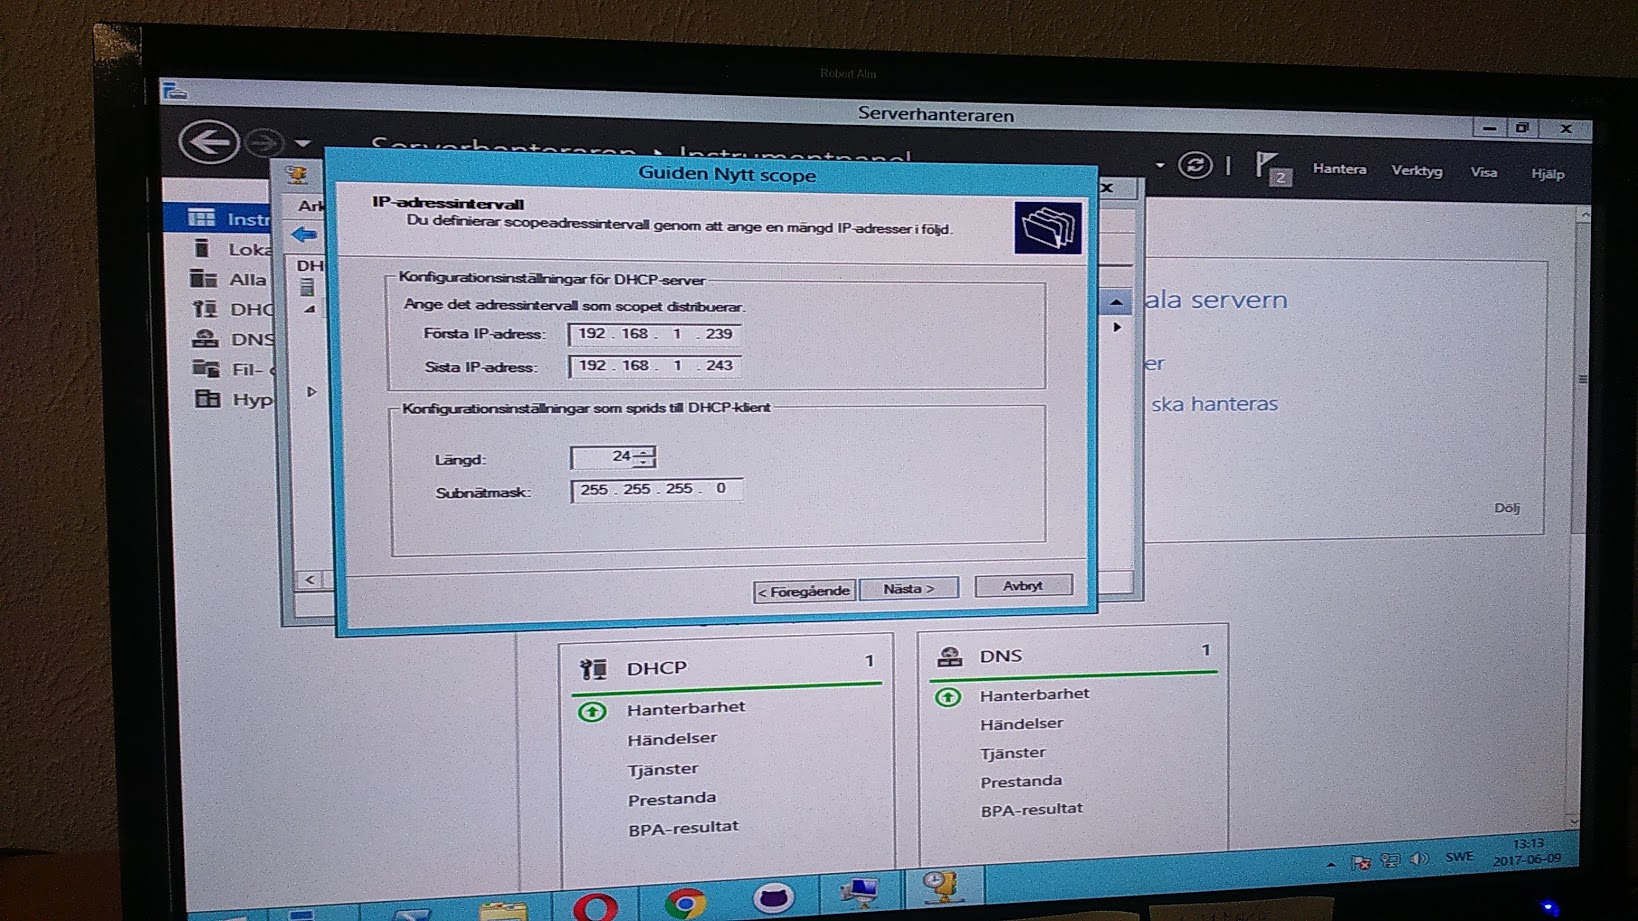 Robert Alm
Serverhanteraren
Serverhanteraren ▸ Instrumentpanel
2
Hantera
Verktyg
Visa
Hjälp
Guiden Nytt scope
IP-adressintervall
Du definierar scopeadressintervall genom att ange en mängd IP-adresser i följd.
Ark
DH
Instr
Loka
Alla
DHC
DNS
Fil-
Hyp
Konfigurationsinställningar för DHCP-server
Ange det adressintervall som scopet distribuerar.
Första IP-adress: 192 . 168 . 1 . 239
Sista IP-adress: 192 . 168 . 1 . 243
Konfigurationsinställningar som sprids till DHCP-klient
Längd: 24
Subnätmask: 255 . 255 . 255 . 0
< Föregående
Nästa >
Avbryt
ala servern
er
ska hanteras
Dölj
DHCP 1
Hanterbarhet
Händelser
Tjänster
Prestanda
BPA-resultat
DNS 1
Hanterbarhet
Händelser
Tjänster
Prestanda
BPA-resultat
SWE
13:13
2017-06-09